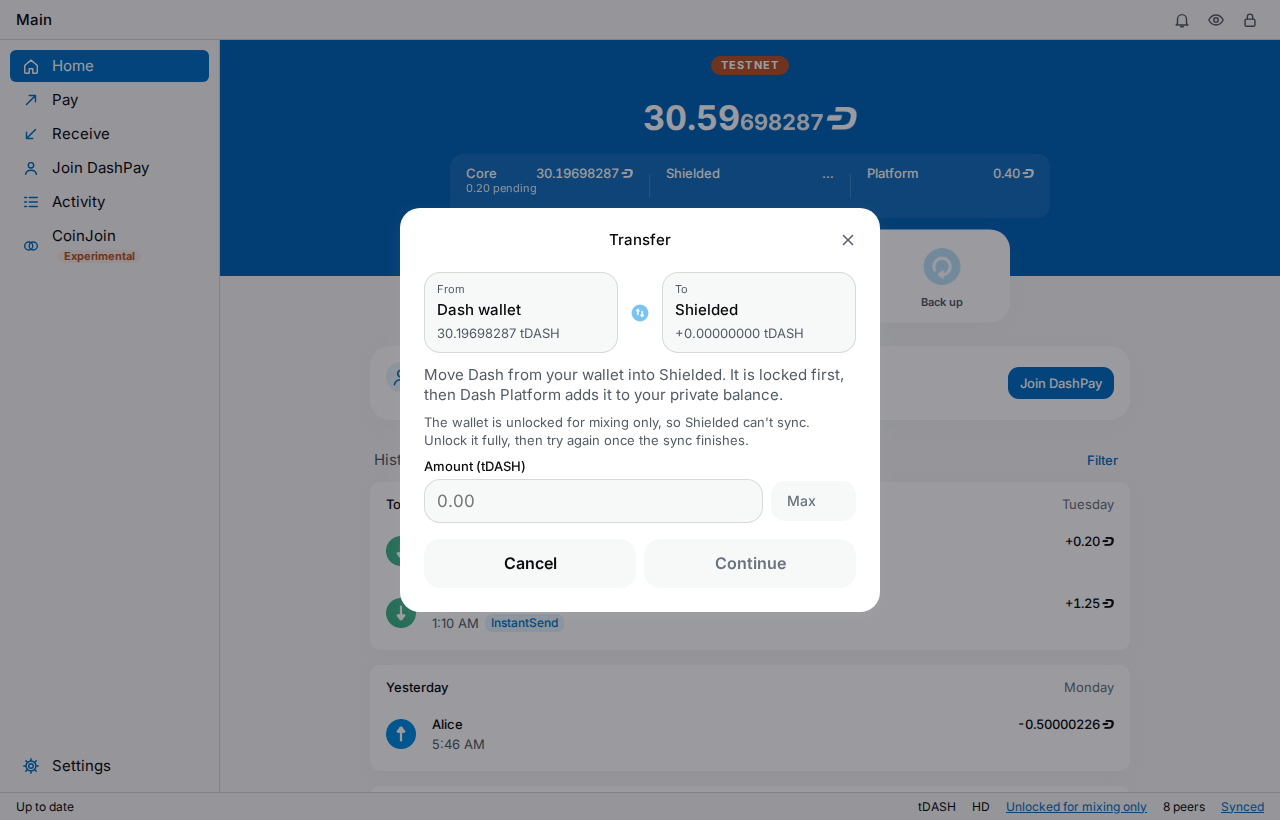 Main
Home
Pay
Receive
Join DashPay
Activity
CoinJoin
Experimental
Settings
TESTNET
30.59698287
Core 30.19698287
0.20 pending
Shielded ...
Platform 0.40
Back up
Join DashPay
Filter
Tuesday
+0.20
+1.25
1:10 AM InstantSend
Yesterday Monday
Alice -0.50000226
5:46 AM
Transfer
From
Dash wallet
30.19698287 tDASH
To
Shielded
+0.00000000 tDASH
Move Dash from your wallet into Shielded. It is locked first,
then Dash Platform adds it to your private balance.
The wallet is unlocked for mixing only, so Shielded can't sync.
Unlock it fully, then try again once the sync finishes.
Amount (tDASH)
0.00 Max
Cancel Continue
Up to date tDASH HD Unlocked for mixing only 8 peers Synced